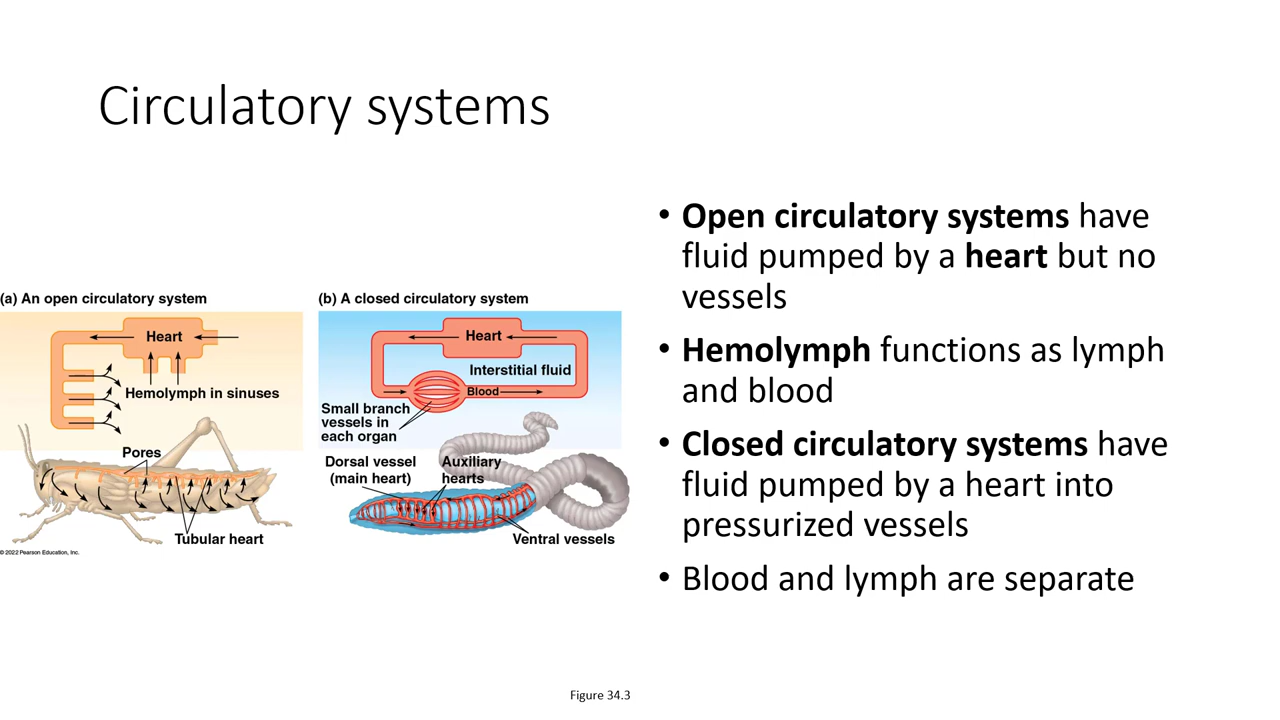 Circulatory systems
(a) An open circulatory system
Heart
Hemolymph in sinuses
Pores
Tubular heart
© 2022 Pearson Education, Inc.
(b) A closed circulatory system
Heart
Interstitial fluid
Blood
Small branch
vessels in
each organ
Dorsal vessel
(main heart)
Auxiliary
hearts
Ventral vessels
• Open circulatory systems have
fluid pumped by a heart but no
vessels
• Hemolymph functions as lymph
and blood
• Closed circulatory systems have
fluid pumped by a heart into
pressurized vessels
• Blood and lymph are separate
Figure 34.3